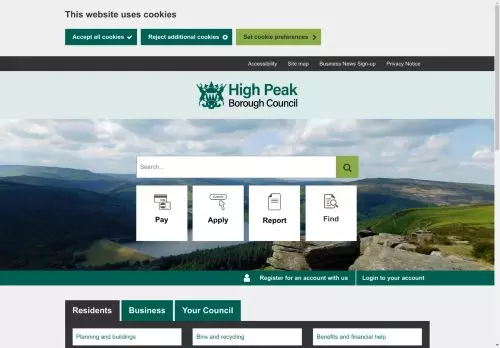 This website uses cookies
Accept all cookies
Reject additional cookies
Set cookie preferences
Accessibility Site map Business News Sign-up Privacy Notice
High Peak
Borough Council
Search...
Pay Apply Report Find
Register for an account with us Login to your account
Residents Business Your Council
Planning and buildings Bins and recycling Benefits and financial help